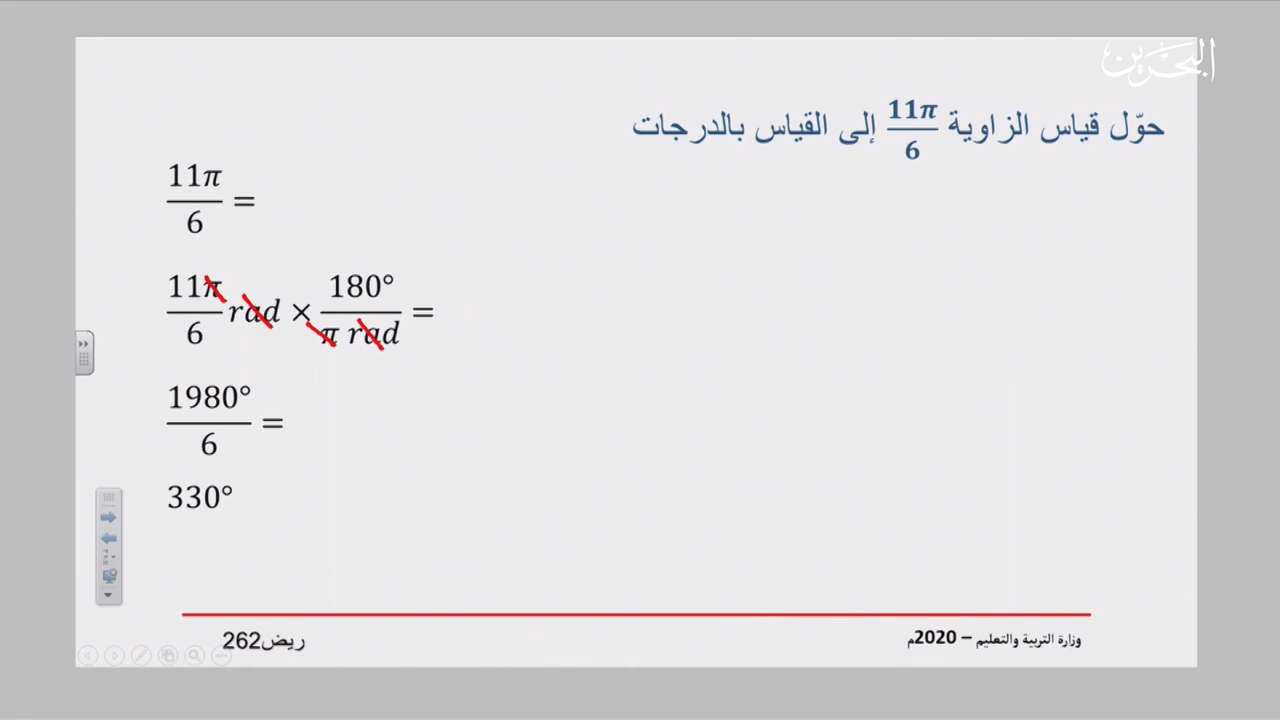 البحرين
حوّل قياس الزاوية 11π/6 إلى القياس بالدرجات
11π/6 =
11π/6 rad × 180°/π rad =
1980°/6 =
330°
وزارة التربية والتعليم – 2020م
ريض262